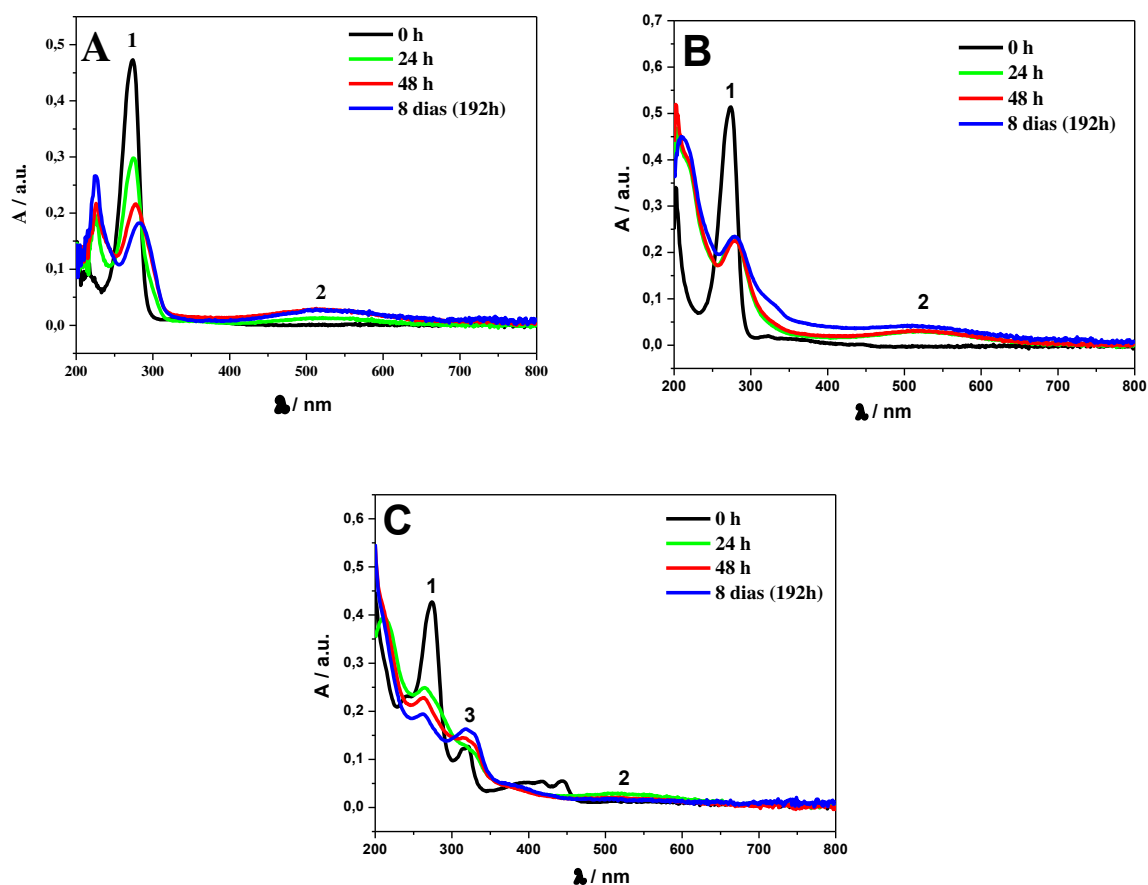 A
1
0 h
24 h
48 h
8 dias (192h)
2
0,5
0,4
0,3
0,2
0,1
0,0
A / a.u.
200 300 400 500 600 700 800
λ / nm
B
1
0 h
24 h
48 h
8 dias (192h)
2
0,7
0,6
0,5
0,4
0,3
0,2
0,1
0,0
A / a.u.
200 300 400 500 600 700 800
λ / nm
C
1
0 h
24 h
48 h
8 dias (192h)
3
2
0,6
0,5
0,4
0,3
0,2
0,1
0,0
A / a.u.
200 300 400 500 600 700 800
λ / nm